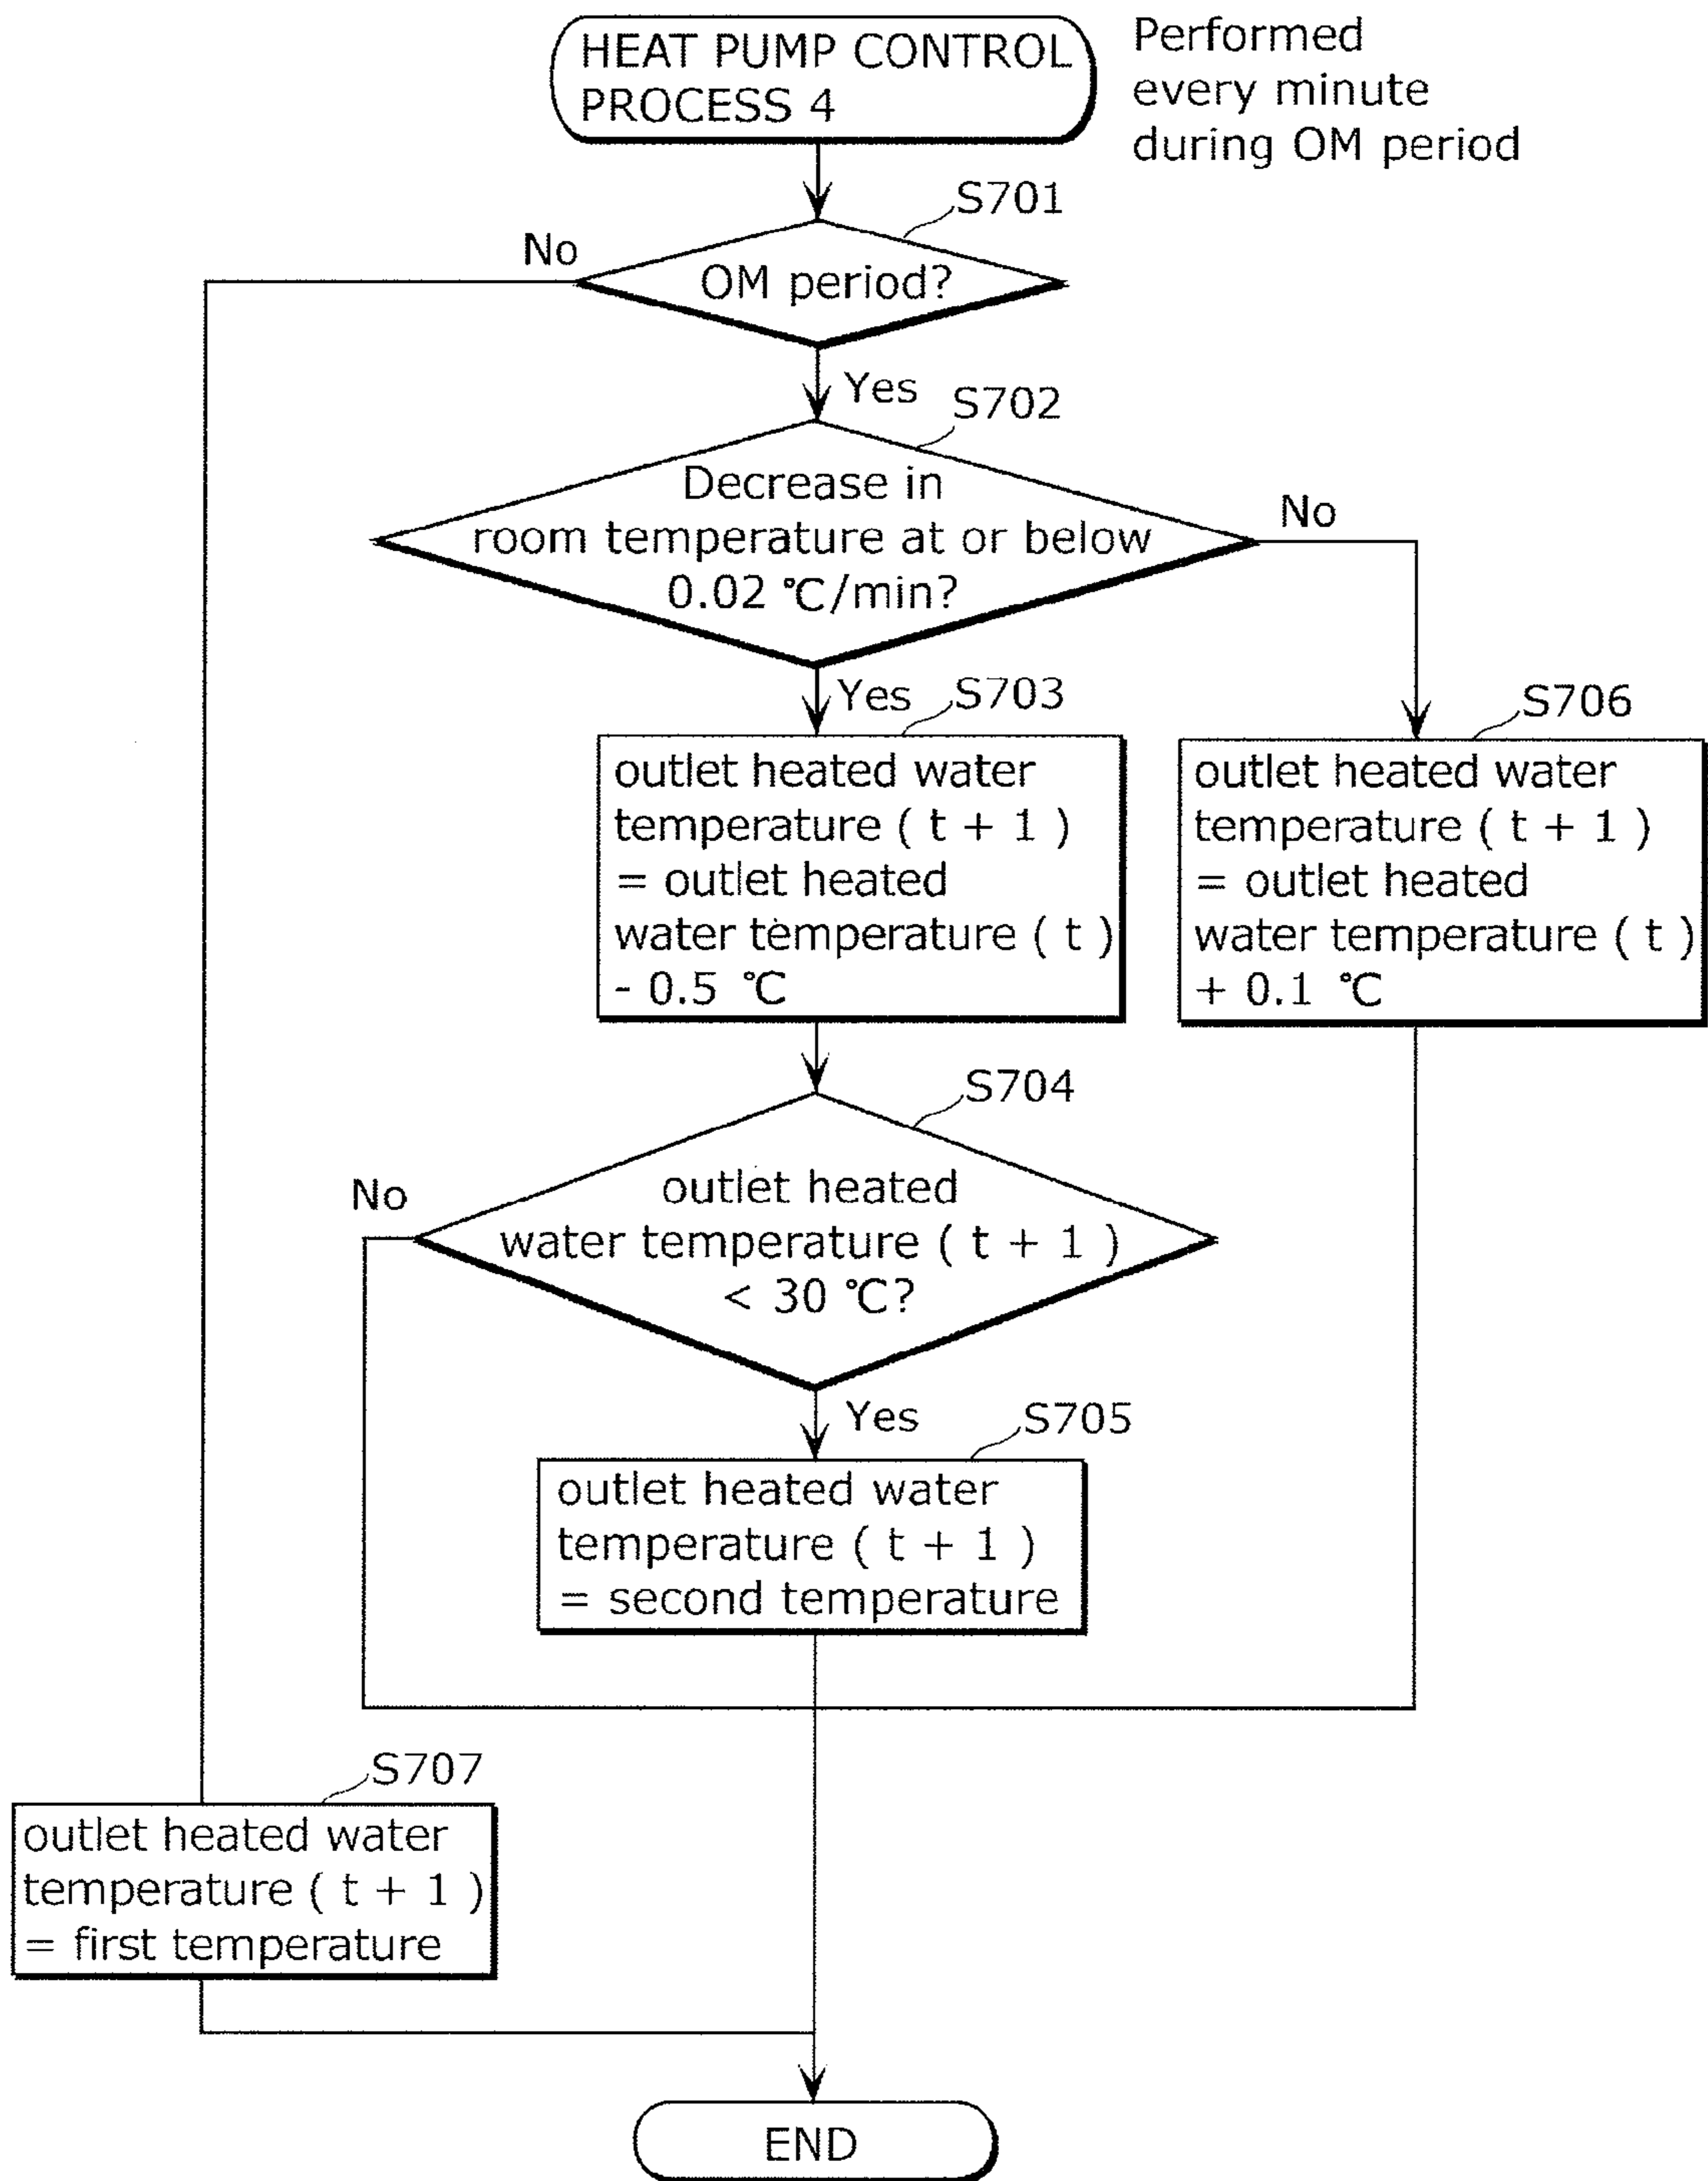 HEAT PUMP CONTROL
PROCESS 4
Performed
every minute
during OM period
S701
No
OM period?
Yes
S702
Decrease in
room temperature at or below
0.02 ℃/min?
No
Yes
S703
outlet heated water
temperature ( t + 1 )
= outlet heated
water temperature ( t )
- 0.5 ℃
S706
outlet heated water
temperature ( t + 1 )
= outlet heated
water temperature ( t )
+ 0.1 ℃
S704
No
outlet heated
water temperature ( t + 1 )
< 30 ℃?
Yes
S705
outlet heated water
temperature ( t + 1 )
= second temperature
S707
outlet heated water
temperature ( t + 1 )
= first temperature
END